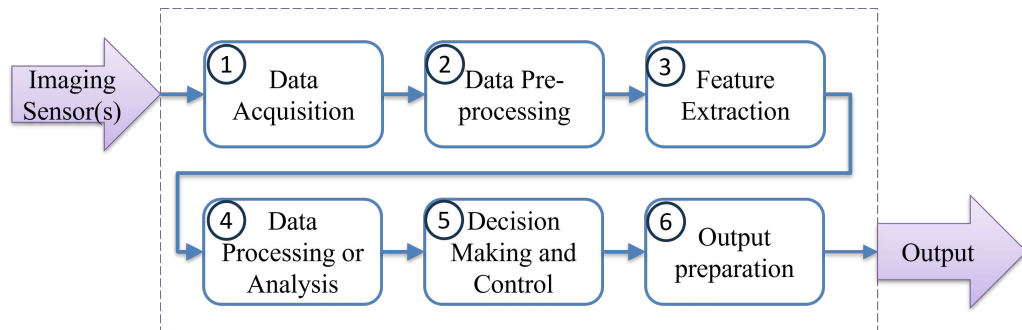 Imaging
Sensor(s)
1
Data
Acquisition
2
Data Pre-
processing
3
Feature
Extraction
4
Data
Processing or
Analysis
5
Decision
Making and
Control
6
Output
preparation
Output